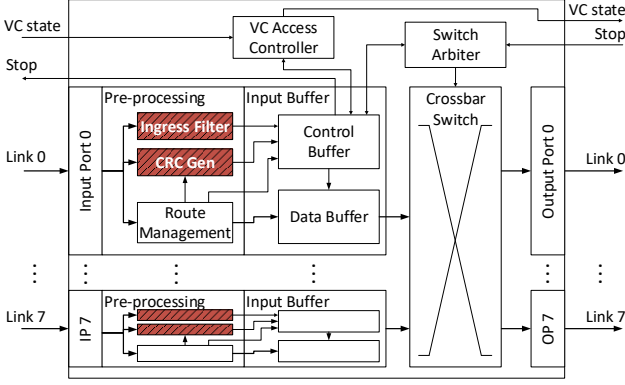 VC state
VC state
VC Access
Controller
Switch
Arbiter
Stop
Stop
Pre-processing
Input Buffer
Crossbar
Switch
Input Port 0
Ingress Filter
CRC Gen
Route
Management
Control
Buffer
Data Buffer
Output Port 0
Link 0
Link 0
Pre-processing
Input Buffer
IP 7
OP 7
Link 7
Link 7